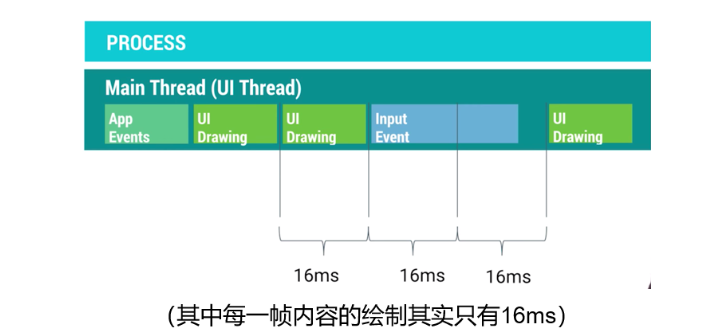 PROCESS
Main Thread (UI Thread)
App
Events
UI
Drawing
UI
Drawing
Input
Event
UI
Drawing
16ms
16ms
16ms
（其中每一帧内容的绘制其实只有16ms）